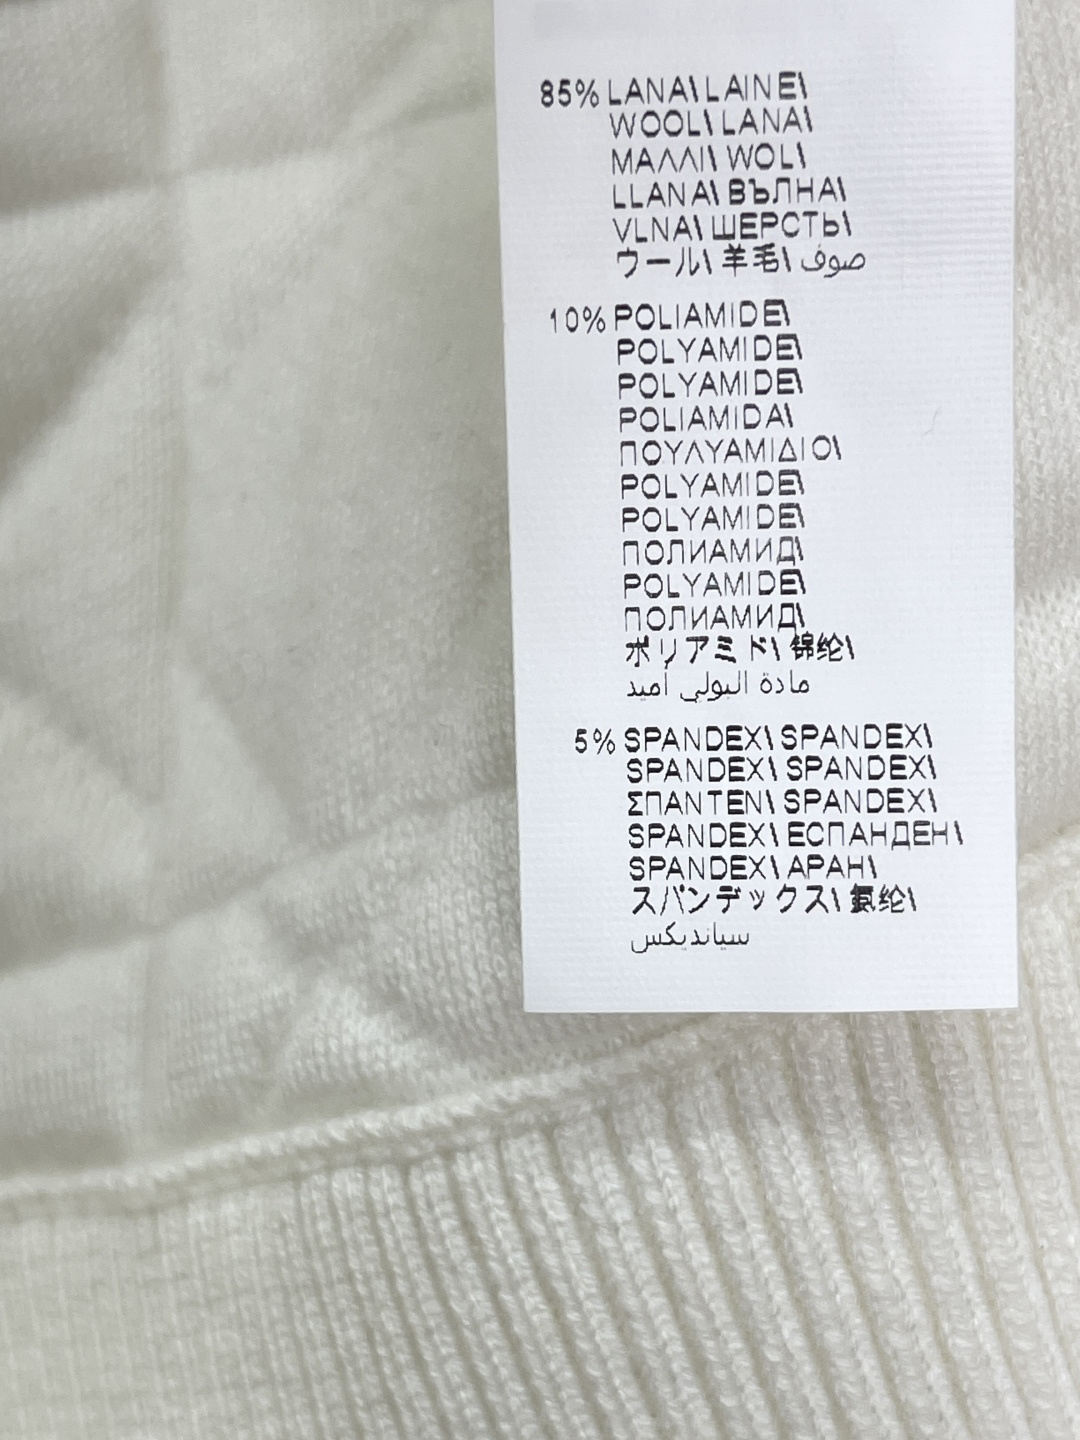 85% LANA\ LAINE\
WOOL\ LANA\
ΜΑΛΛΙ\ WOL\
LLANA\ ВЪЛНА\
VLNA\ ШЕРСТЬ\
ウール\ 羊毛\ صوف
10% POLIAMIDE\
POLYAMIDE\
POLYAMIDE\
POLIAMIDA\
ΠΟΥΛΥΑΜΙΔΙΟ\
POLYAMIDE\
POLYAMIDE\
ПОЛИАМИД\
POLYAMIDE\
ПОЛИАМИД\
ポリアミド\ 锦纶\
مادة البولي أميد
5% SPANDEX\ SPANDEX\
SPANDEX\ SPANDEX\
ΣΠΑΝΤΕΝ\ SPANDEX\
SPANDEX\ ЕСПАНДЕН\
SPANDEX\ АРАН\
スパンデックス\ 氨纶\
سباندیکس